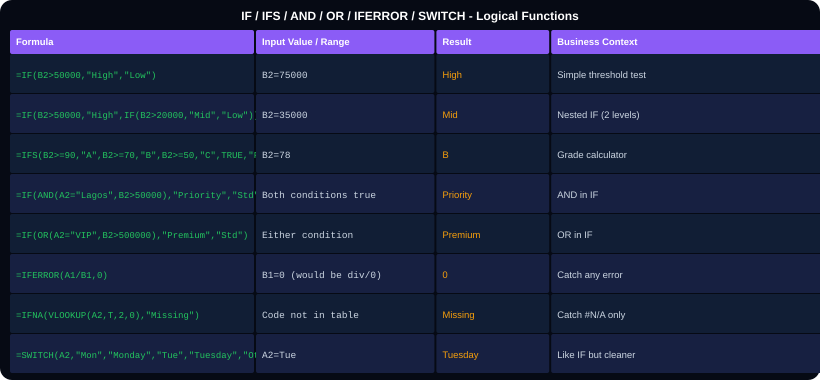 IF / IFS / AND / OR / IFERROR / SWITCH - Logical Functions
Formula Input Value / Range Result Business Context
=IF(B2>50000,"High","Low") B2=75000 High Simple threshold test
=IF(B2>50000,"High",IF(B2>20000,"Mid","Low")) B2=35000 Mid Nested IF (2 levels)
=IFS(B2>=90,"A",B2>=70,"B",B2>=50,"C",TRUE," B2=78 B Grade calculator
=IF(AND(A2="Lagos",B2>50000),"Priority","Std" Both conditions true Priority AND in IF
=IF(OR(A2="VIP",B2>500000),"Premium","Std") Either condition Premium OR in IF
=IFERROR(A1/B1,0) B1=0 (would be div/0) 0 Catch any error
=IFNA(VLOOKUP(A2,T,2,0),"Missing") Code not in table Missing Catch #N/A only
=SWITCH(A2,"Mon","Monday","Tue","Tuesday","O A2=Tue Tuesday Like IF but cleaner